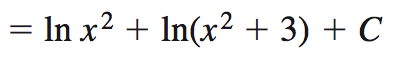 = ln x² + ln(x² + 3) + C